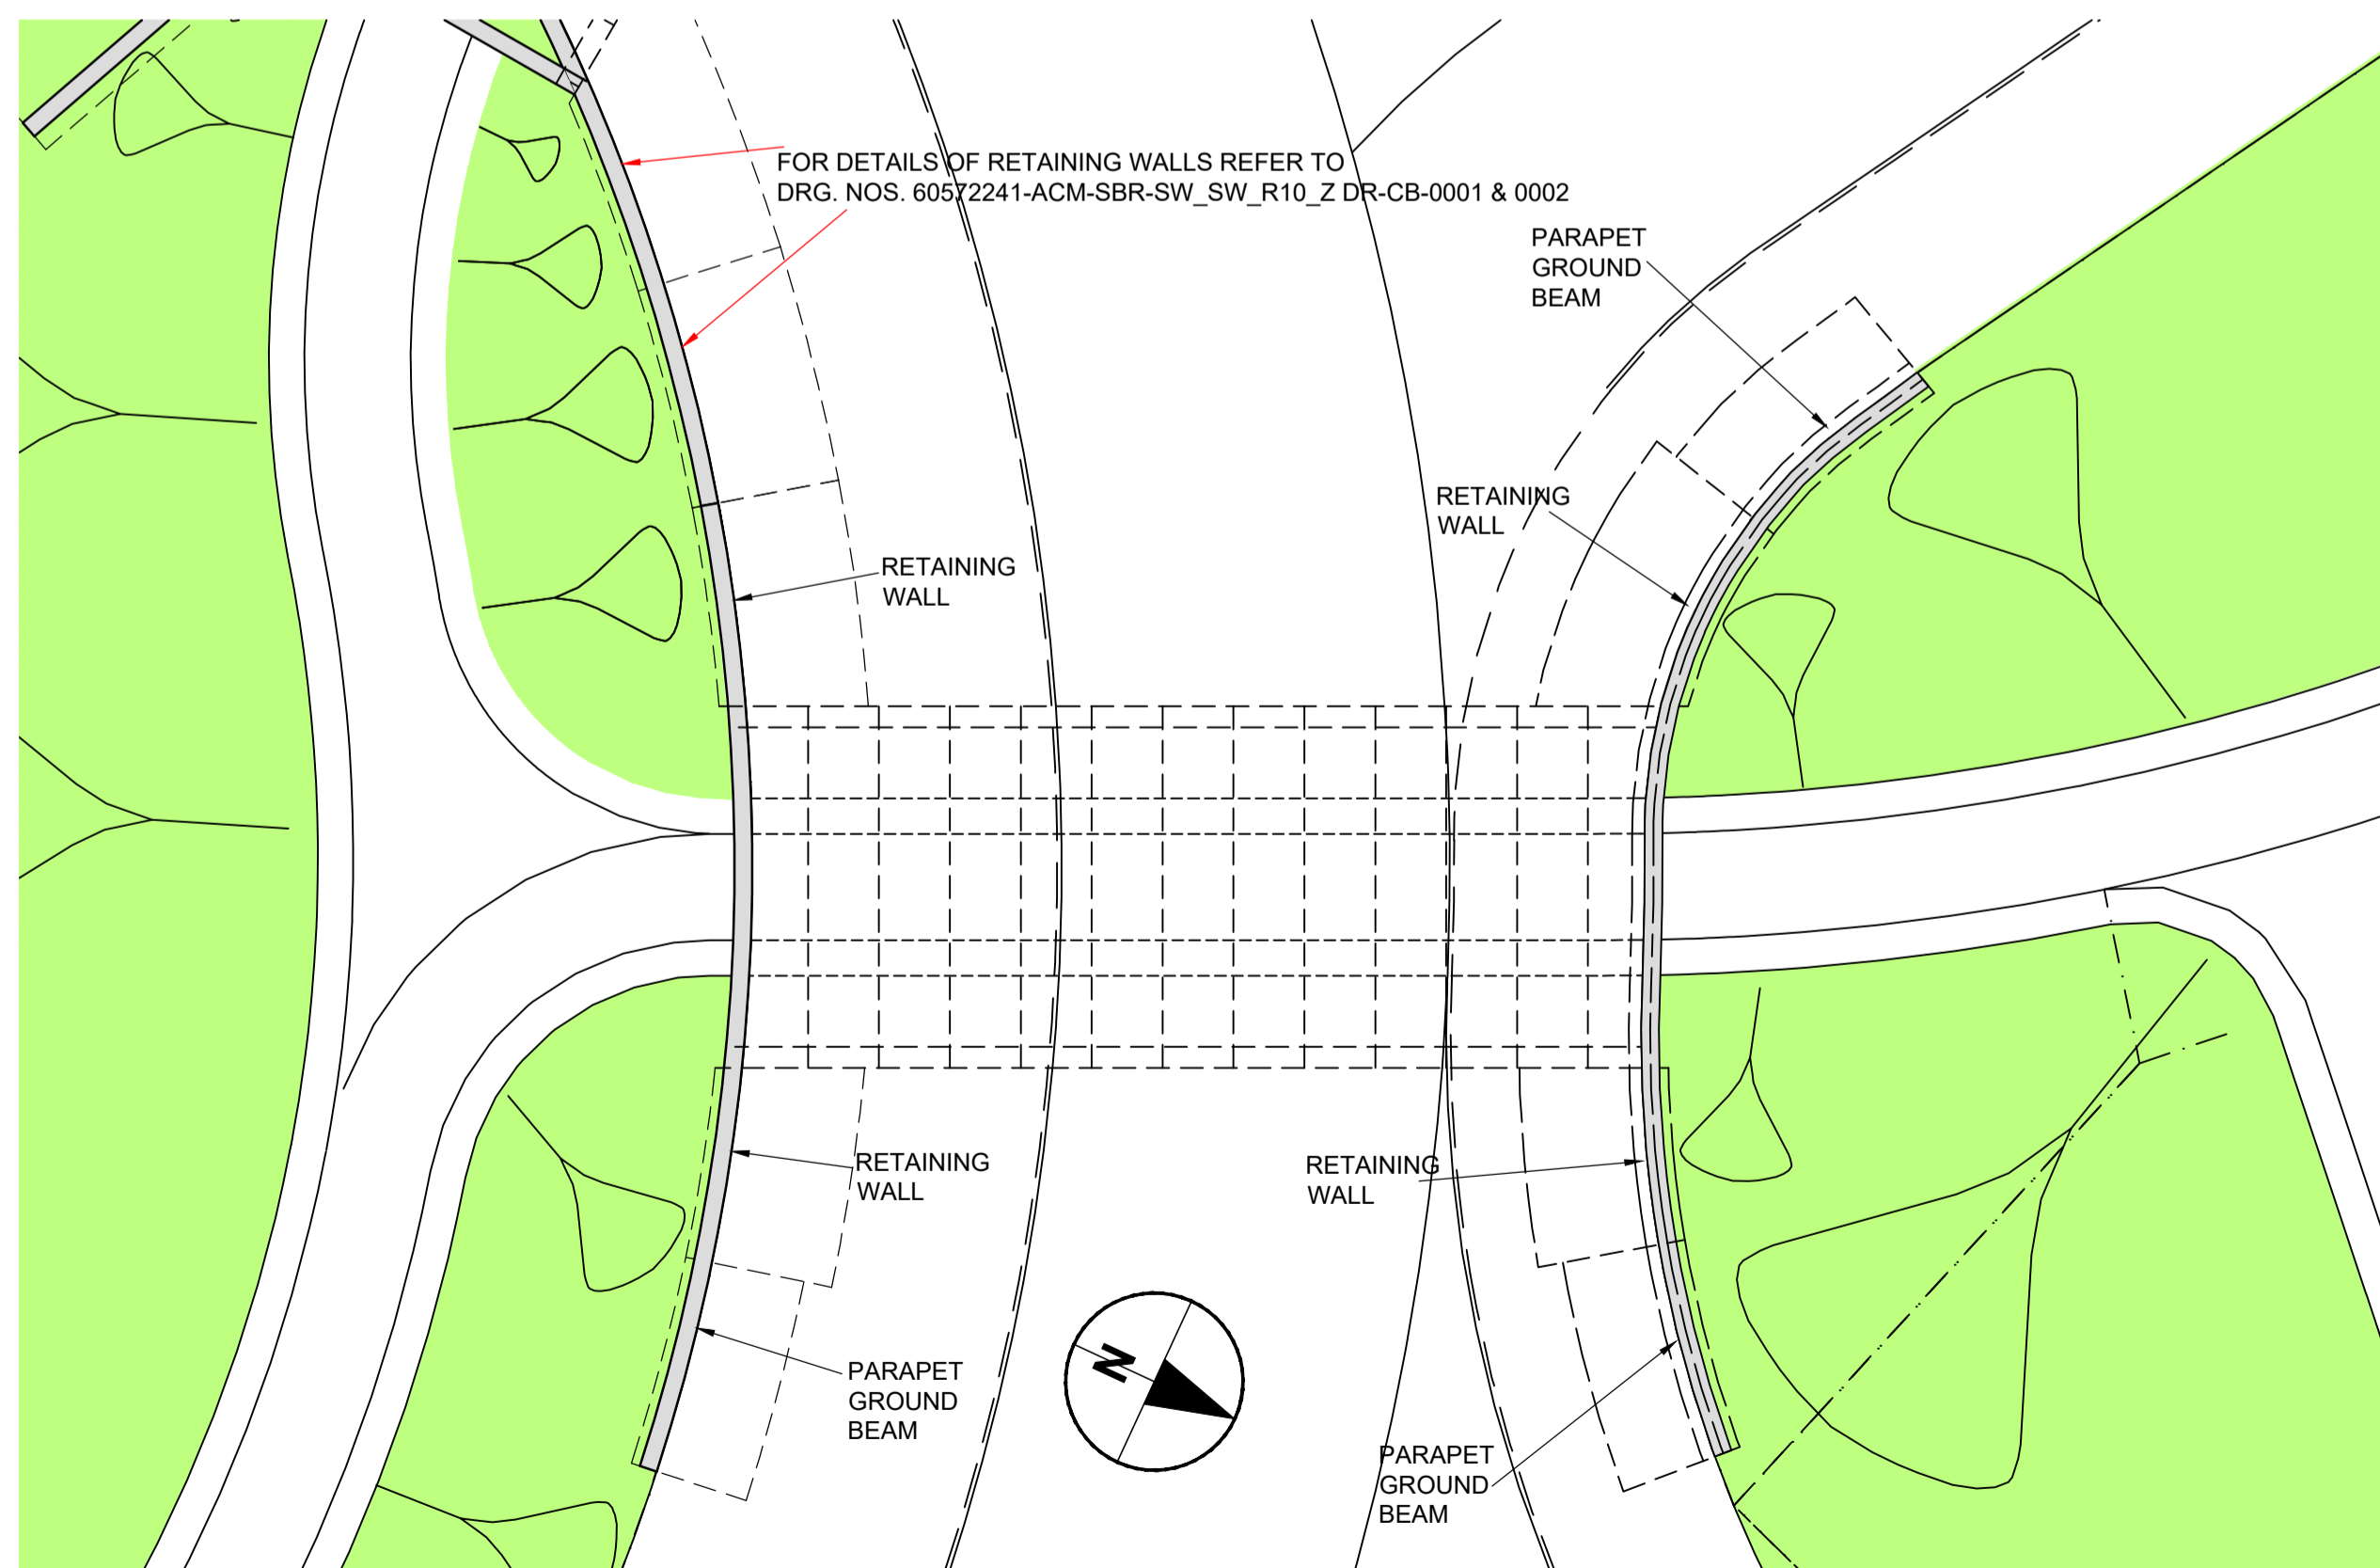 FOR DETAILS OF RETAINING WALLS REFER TO
DRG. NOS. 60572241-ACM-SBR-SW_SW_R10_Z DR-CB-0001 & 0002
PARAPET
GROUND
BEAM
RETAINING
WALL
RETAINING
WALL
RETAINING
WALL
RETAINING
WALL
N
PARAPET
GROUND
BEAM
PARAPET
GROUND
BEAM